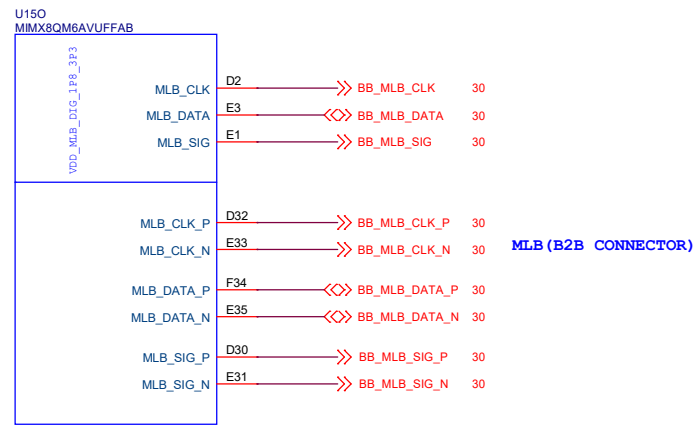 U15O
MIMX8QM6AVUFFAB
VDD_MLB_DIG_1P8_3P3
MLB_CLK D2 BB_MLB_CLK 30
MLB_DATA E3 BB_MLB_DATA 30
MLB_SIG E1 BB_MLB_SIG 30
MLB_CLK_P D32 BB_MLB_CLK_P 30
MLB_CLK_N E33 BB_MLB_CLK_N 30
MLB(B2B CONNECTOR)
MLB_DATA_P F34 BB_MLB_DATA_P 30
MLB_DATA_N E35 BB_MLB_DATA_N 30
MLB_SIG_P D30 BB_MLB_SIG_P 30
MLB_SIG_N E31 BB_MLB_SIG_N 30